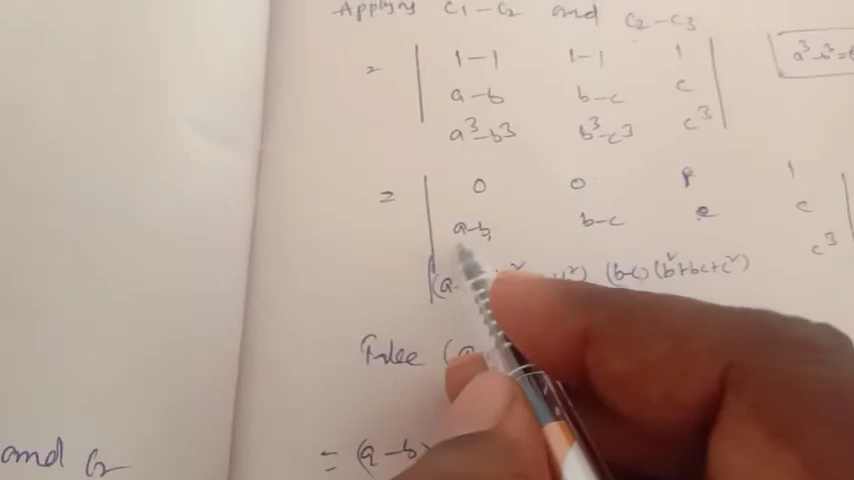 Applying C1-C2 and C2-C3
= | 1-1 1-1 1 |
a-b b-c c
a³-b³ b³-c³ c³
a³-b³=
= | 0 0 1 |
a-b b-c c
(a- (b-c)(b²+bc+c²) c³
Take (a
and C2
= (a-b)